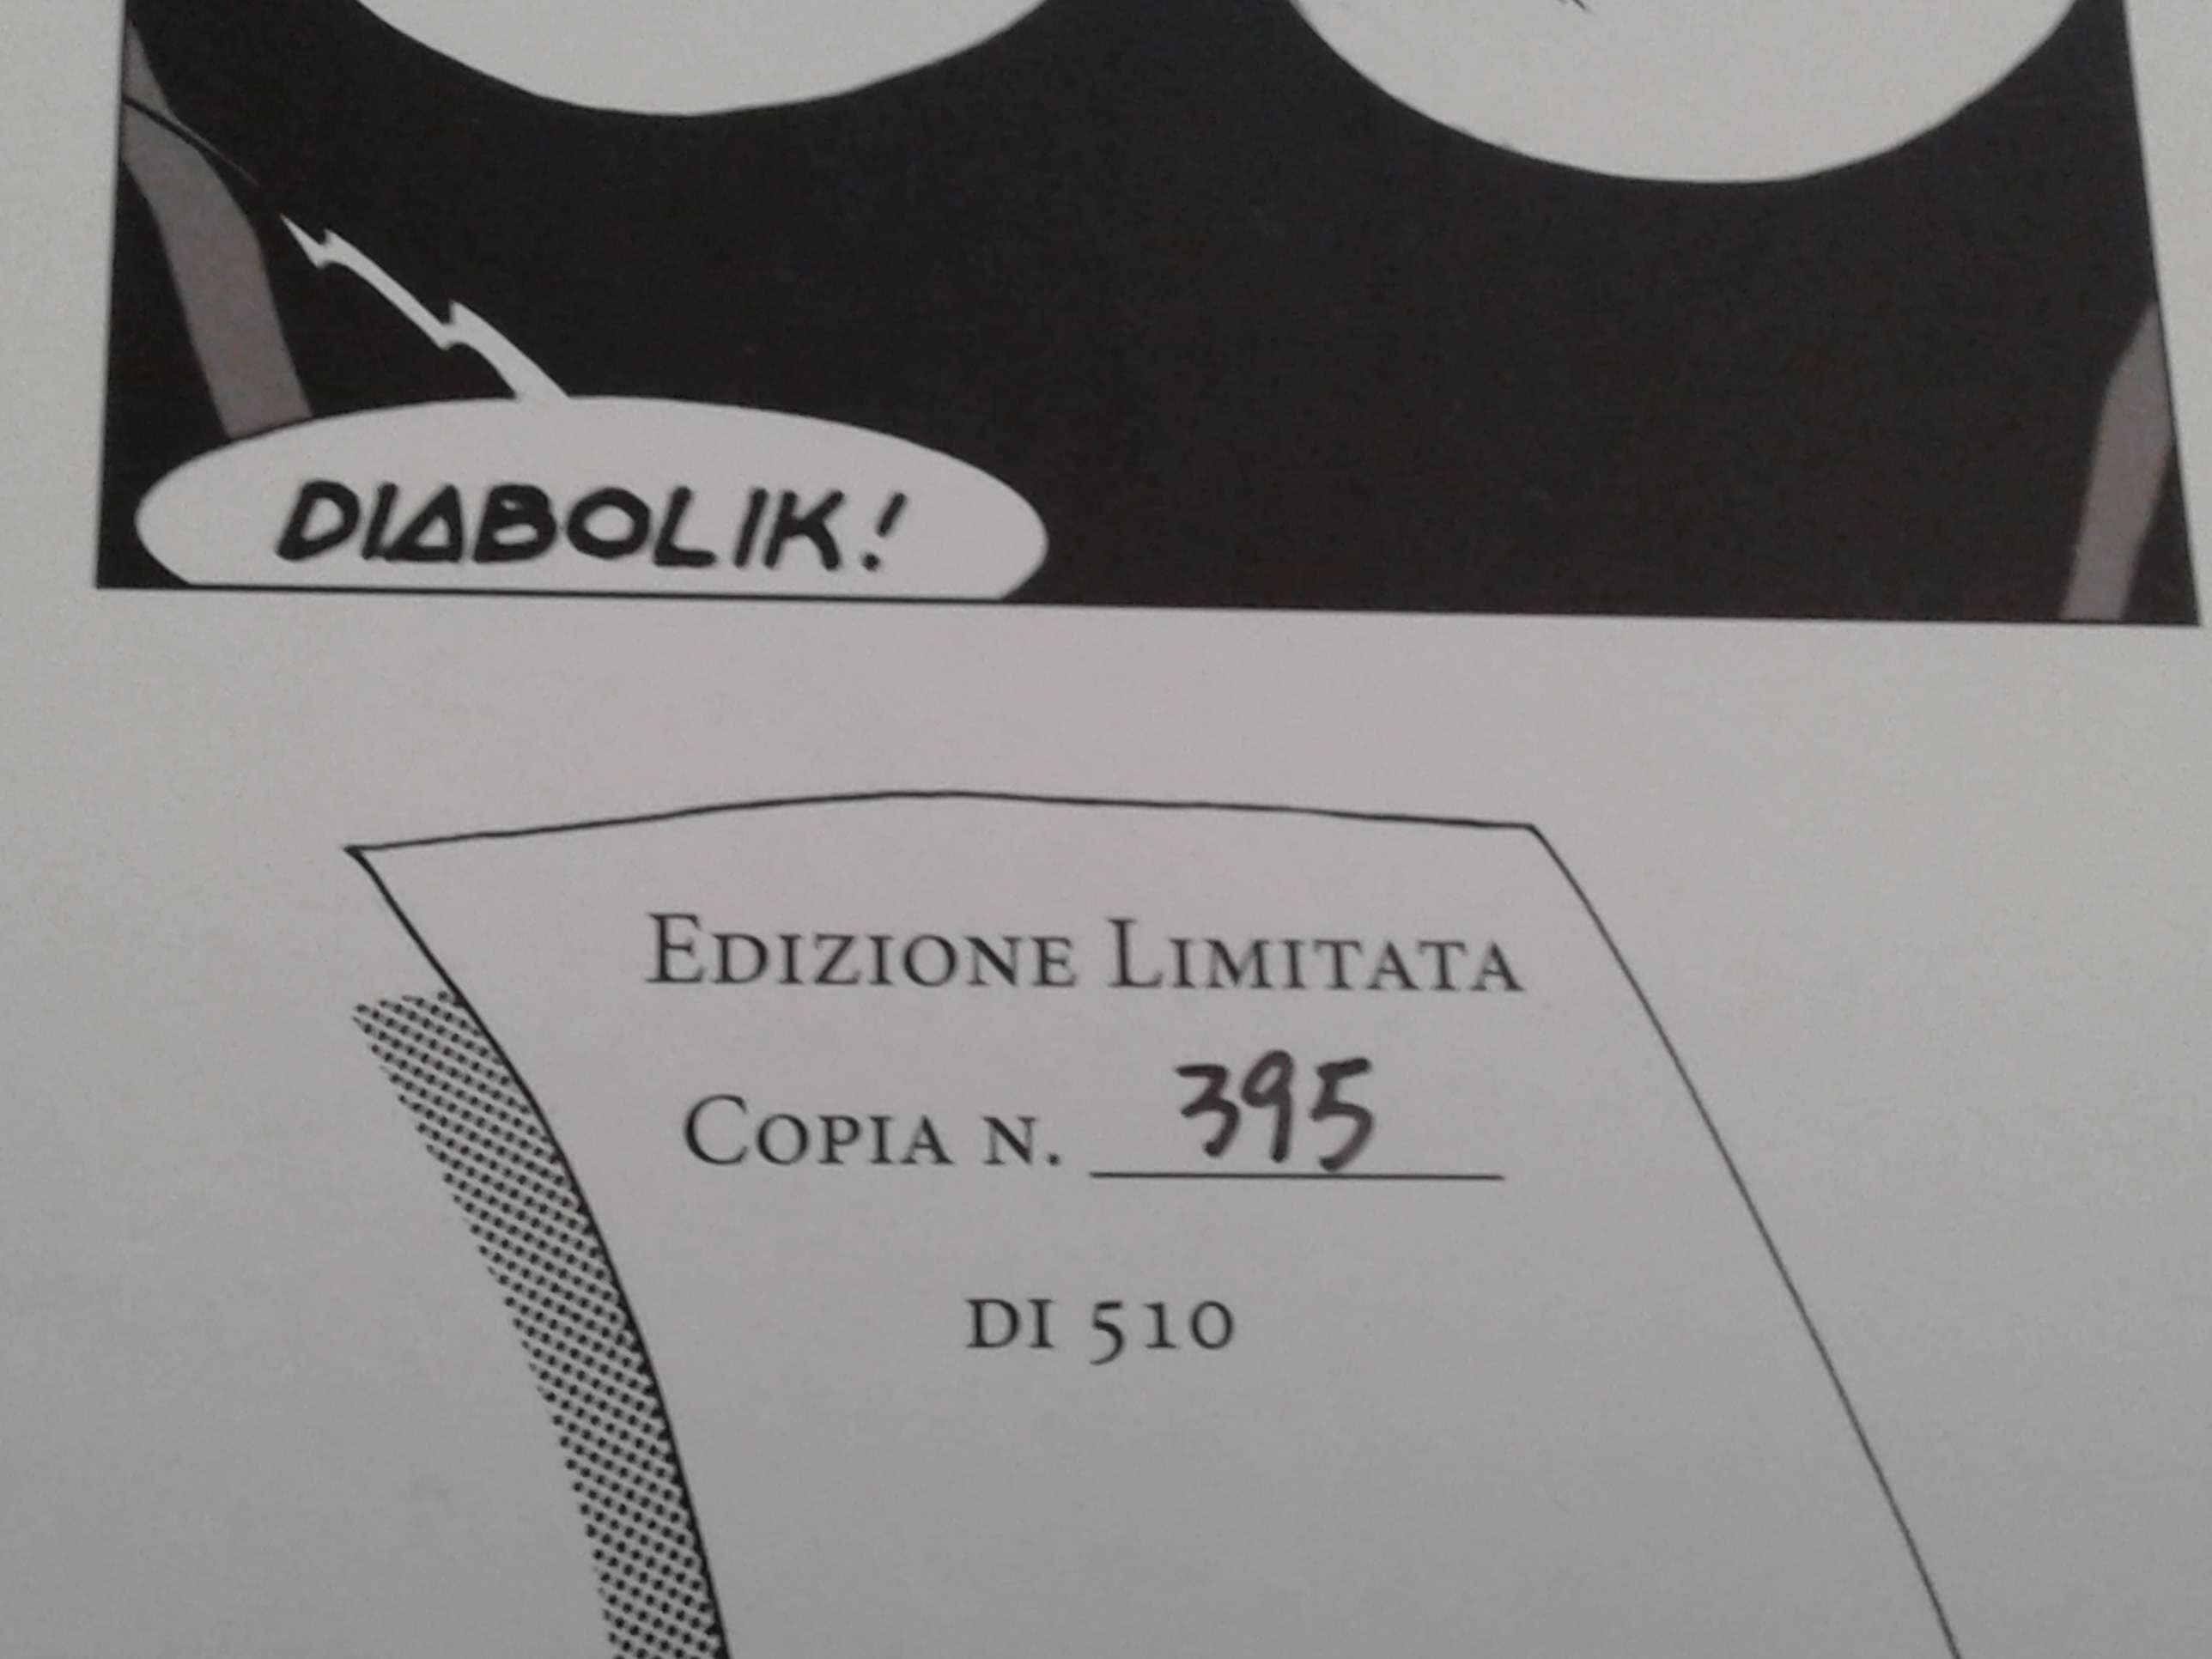 DIABOLIK!
EDIZIONE LIMITATA
COPIA N. 395
DI 510